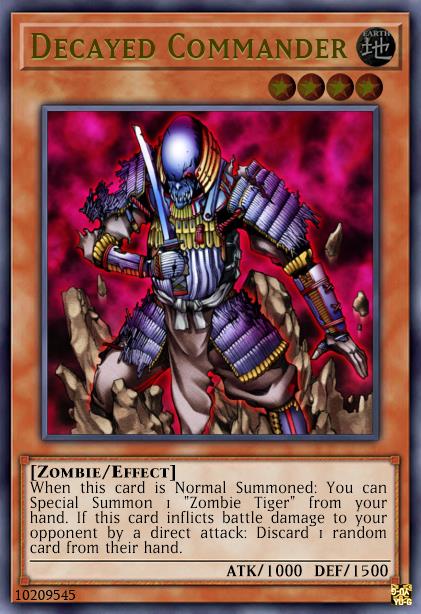 DECAYED COMMANDER
EARTH
地
[ZOMBIE/EFFECT]
When this card is Normal Summoned: You can
Special Summon 1 "Zombie Tiger" from your
hand. If this card inflicts battle damage to your
opponent by a direct attack: Discard 1 random
card from their hand.
ATK/1000 DEF/1500
10209545